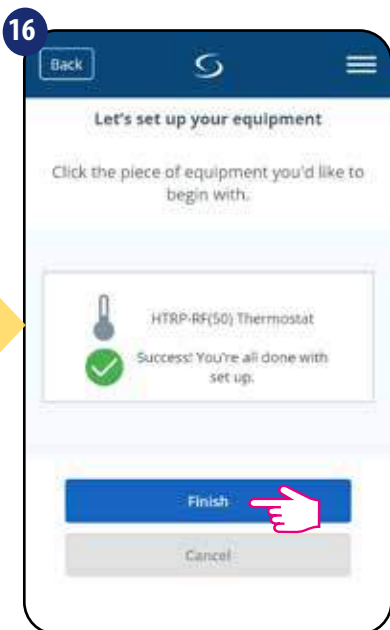 16
Back
Let's set up your equipment
Click the piece of equipment you'd like to
begin with.
HTRP-RF(50) Thermostat
Success! You're all done with
set up.
Finish
Cancel